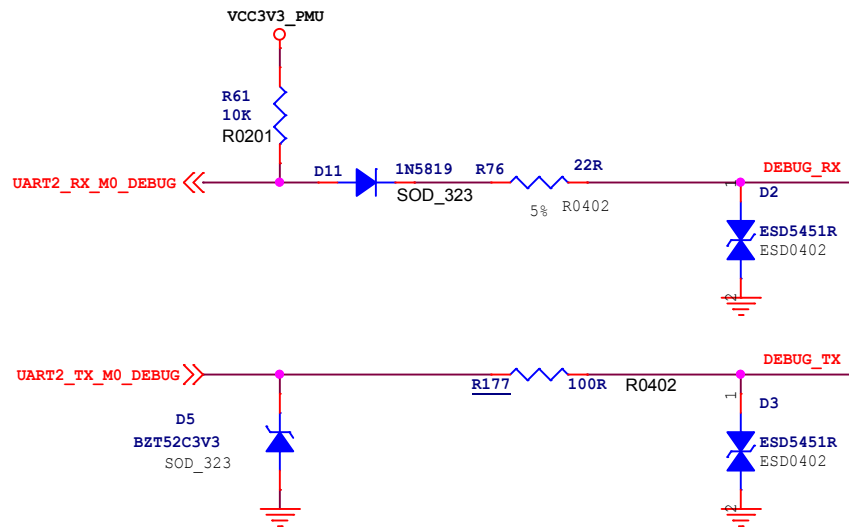 VCC3V3_PMU
R61
10K
R0201
UART2_RX_M0_DEBUG
D11
1N5819
SOD_323
R76
22R
5%
R0402
DEBUG_RX
1
D2
ESD5451R
ESD0402
2
UART2_TX_M0_DEBUG
D5
BZT52C3V3
SOD_323
R177
100R
R0402
DEBUG_TX
1
D3
ESD5451R
ESD0402
2